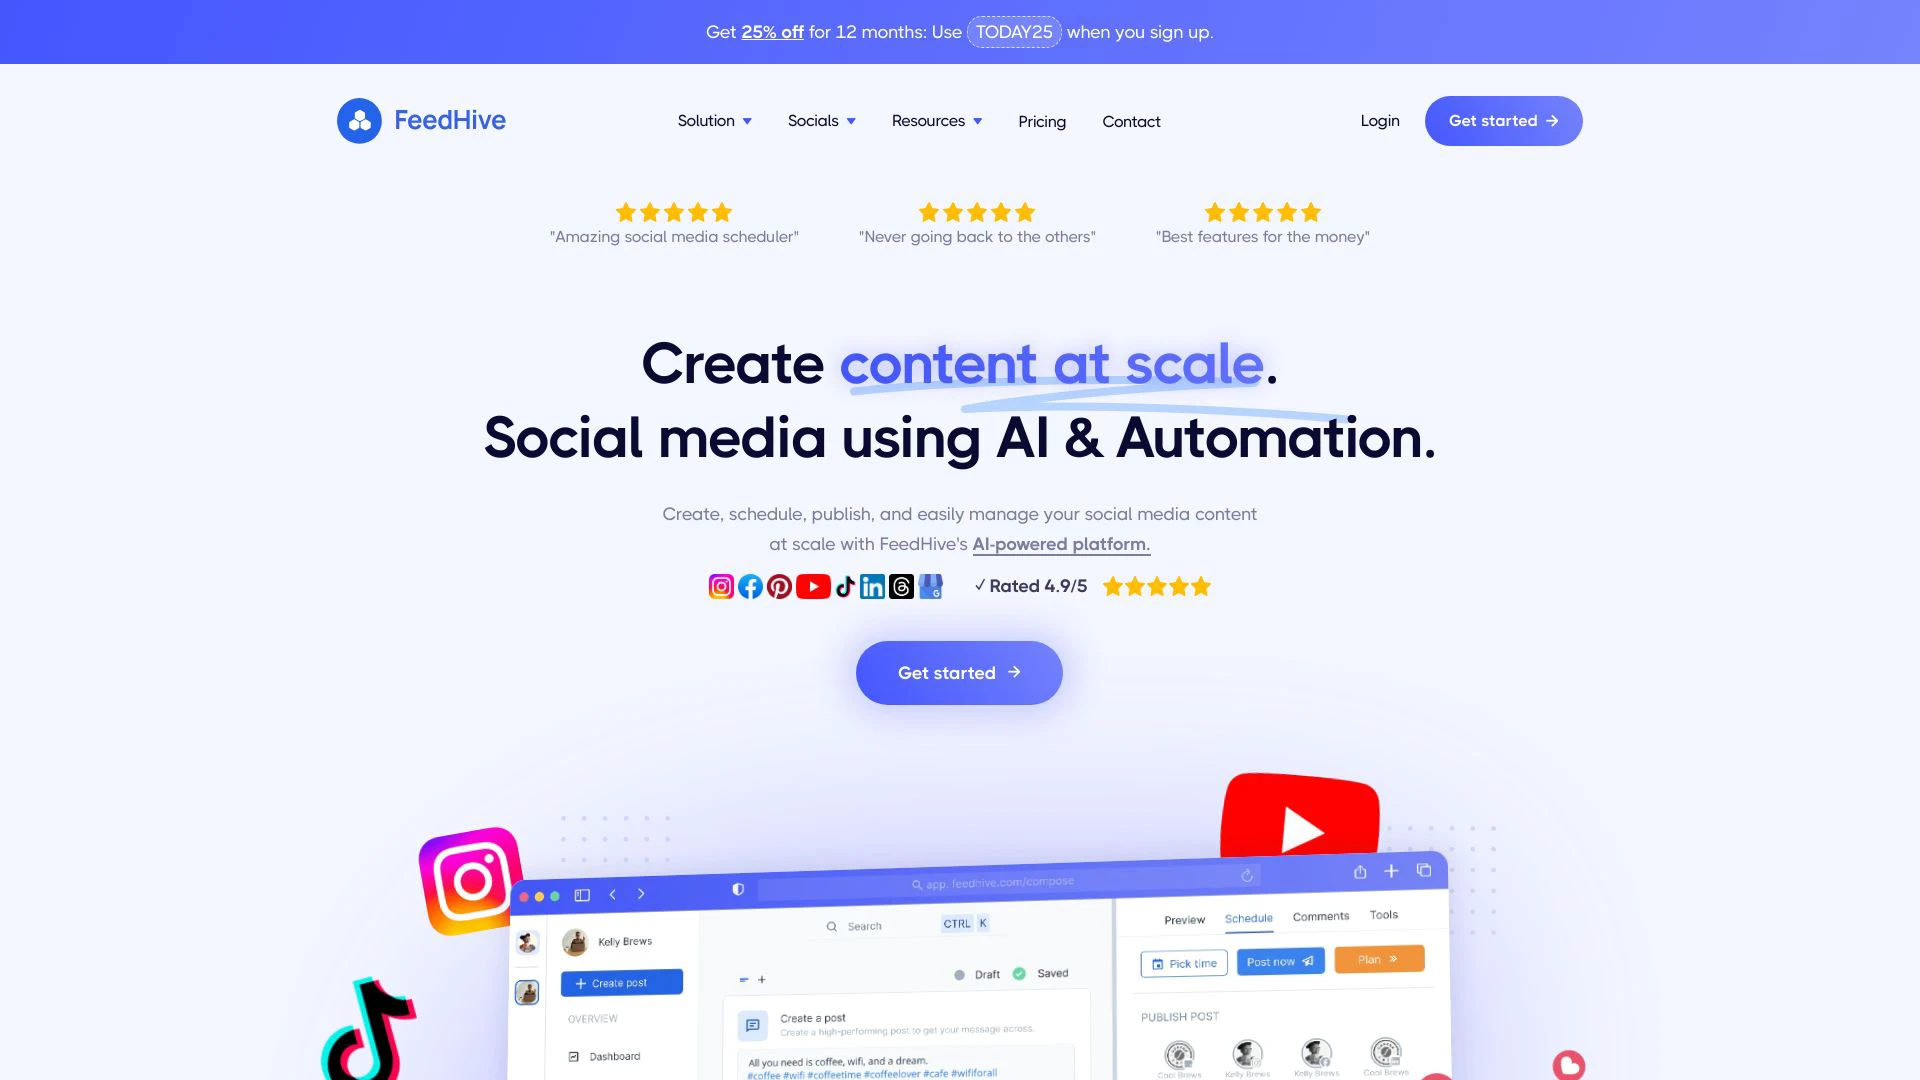 Get 25% off for 12 months: Use TODAY25 when you sign up.
FeedHive
Solution
Socials
Resources
Pricing
Contact
Login
Get started
"Amazing social media scheduler"
"Never going back to the others"
"Best features for the money"
Create content at scale.
Social media using AI & Automation.
Create, schedule, publish, and easily manage your social media content
at scale with FeedHive's AI-powered platform.
✓ Rated 4.9/5
Get started
app. feedhive.com/compose
Kelly Brews
Search
CTRL K
Preview
Schedule
Comments
Tools
Pick time
Post now
Plan
Create post
Draft
Saved
OVERVIEW
Create a post
Create a high-performing post to get your message across.
PUBLISH POST
Dashboard
All you need is coffee, wifi, and a dream.
#coffee #wifi #coffeetime #coffeelover #cafe #wififorall
Cool Brews
Kelly Brews
Kelly Brews
Cool Brews